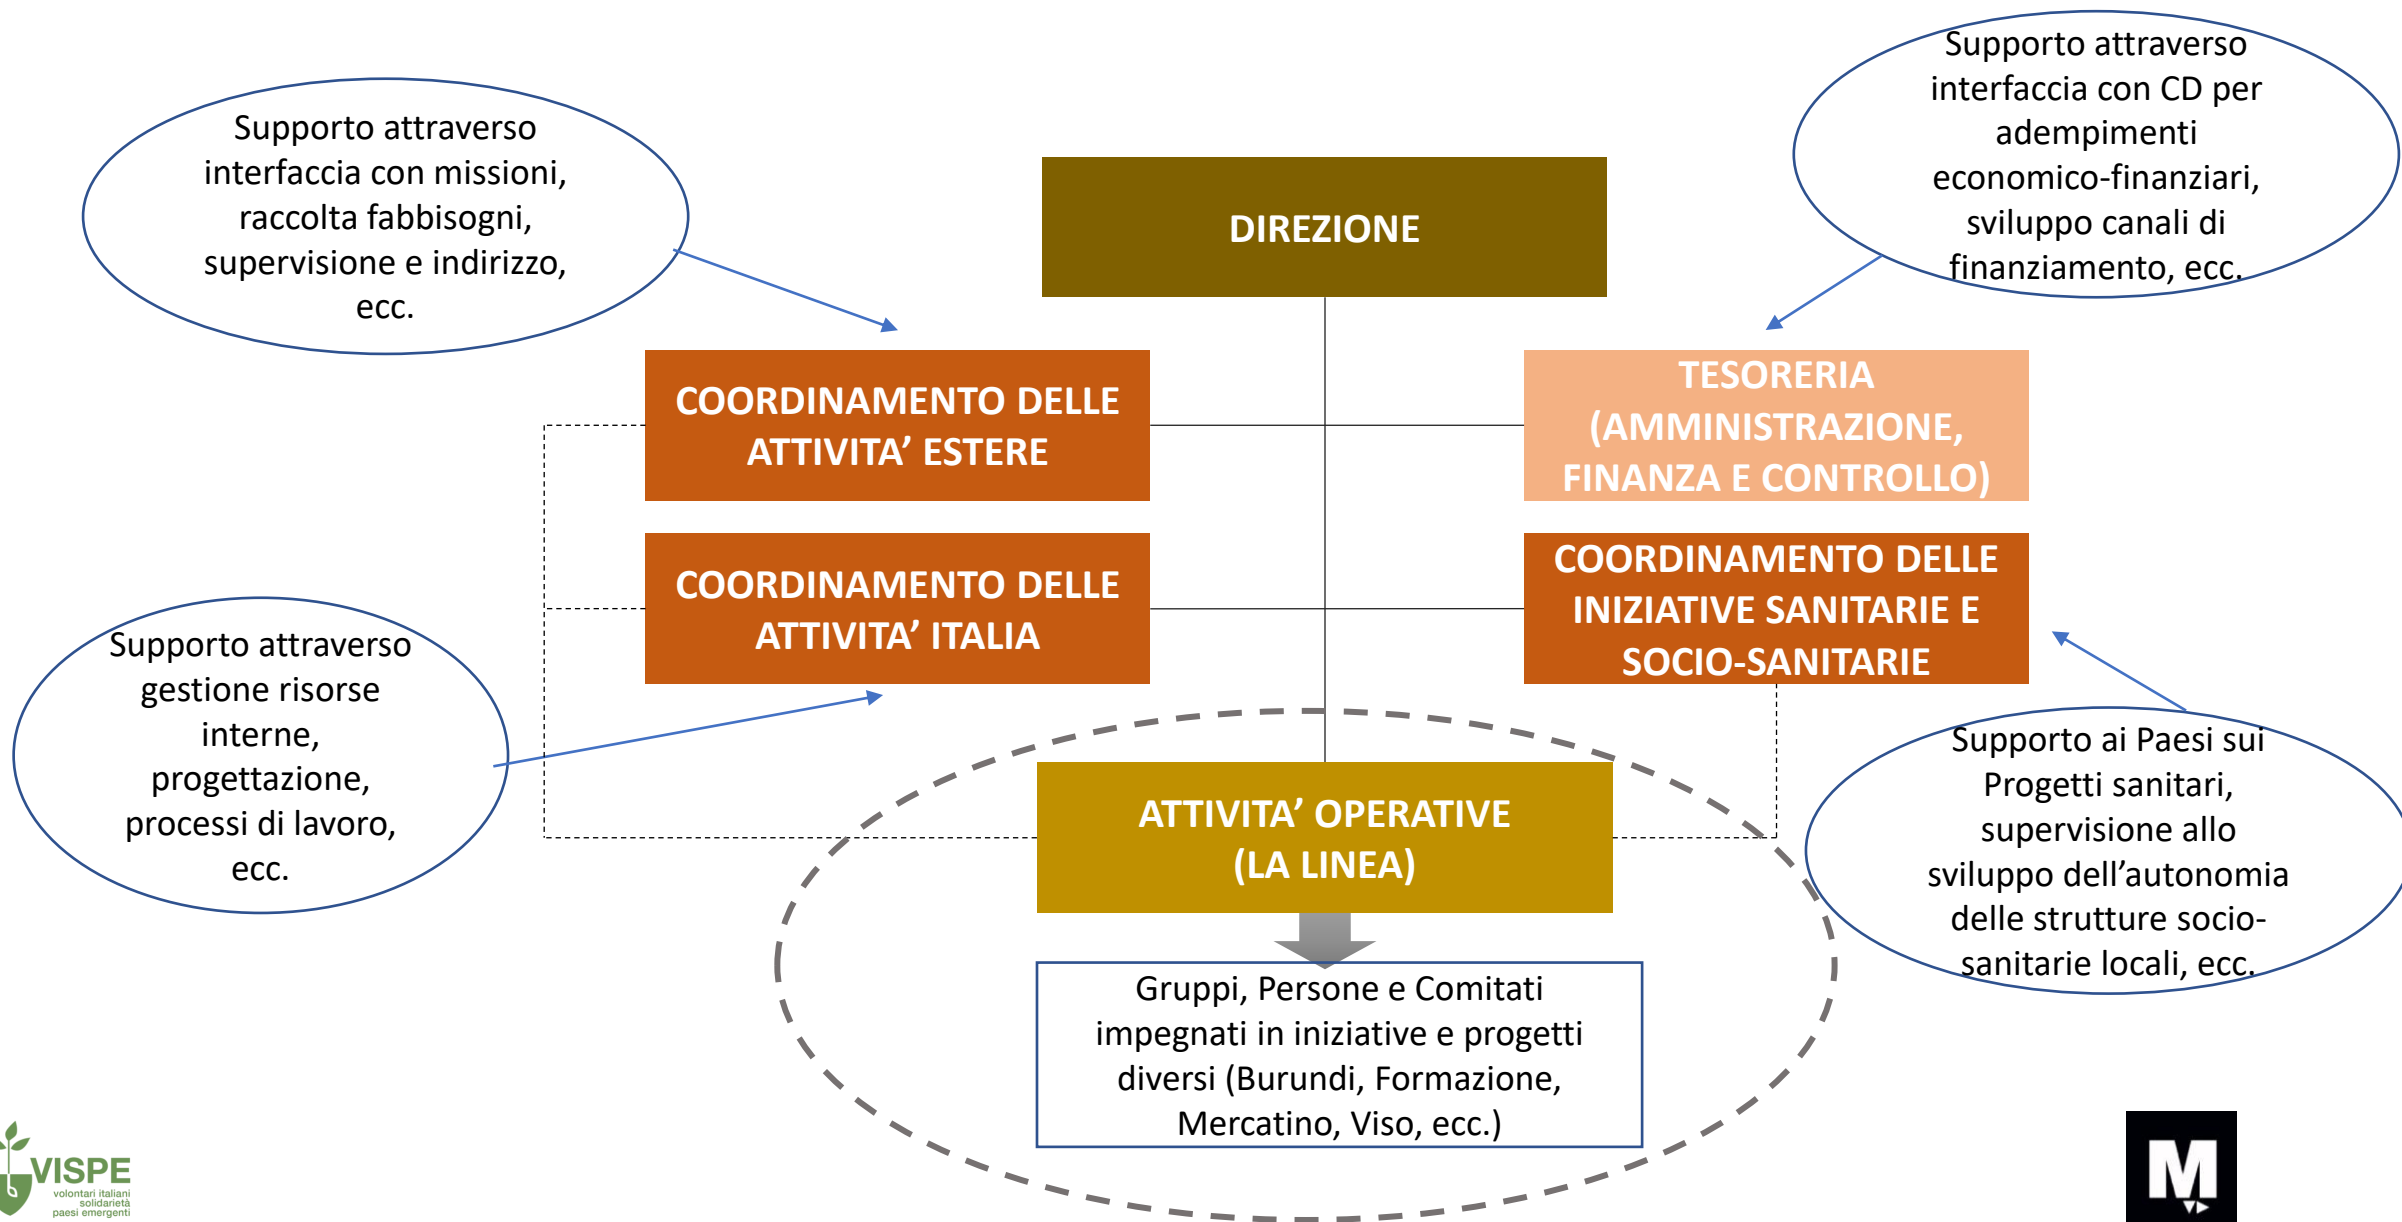 Supporto attraverso
interfaccia con missioni,
raccolta fabbisogni,
supervisione e indirizzo,
ecc.
DIREZIONE
Supporto attraverso
interfaccia con CD per
adempimenti
economico-finanziari,
sviluppo canali di
finanziamento, ecc.
COORDINAMENTO DELLE
ATTIVITA’ ESTERE
TESORERIA
(AMMINISTRAZIONE,
FINANZA E CONTROLLO)
COORDINAMENTO DELLE
ATTIVITA’ ITALIA
COORDINAMENTO DELLE
INIZIATIVE SANITARIE E
SOCIO-SANITARIE
Supporto attraverso
gestione risorse
interne,
progettazione,
processi di lavoro,
ecc.
Supporto ai Paesi sui
Progetti sanitari,
supervisione allo
sviluppo dell’autonomia
delle strutture socio-
sanitarie locali, ecc.
ATTIVITA’ OPERATIVE
(LA LINEA)
Gruppi, Persone e Comitati
impegnati in iniziative e progetti
diversi (Burundi, Formazione,
Mercatino, Viso, ecc.)
VISPE
volontari italiani
solidarietà
paesi emergenti
M